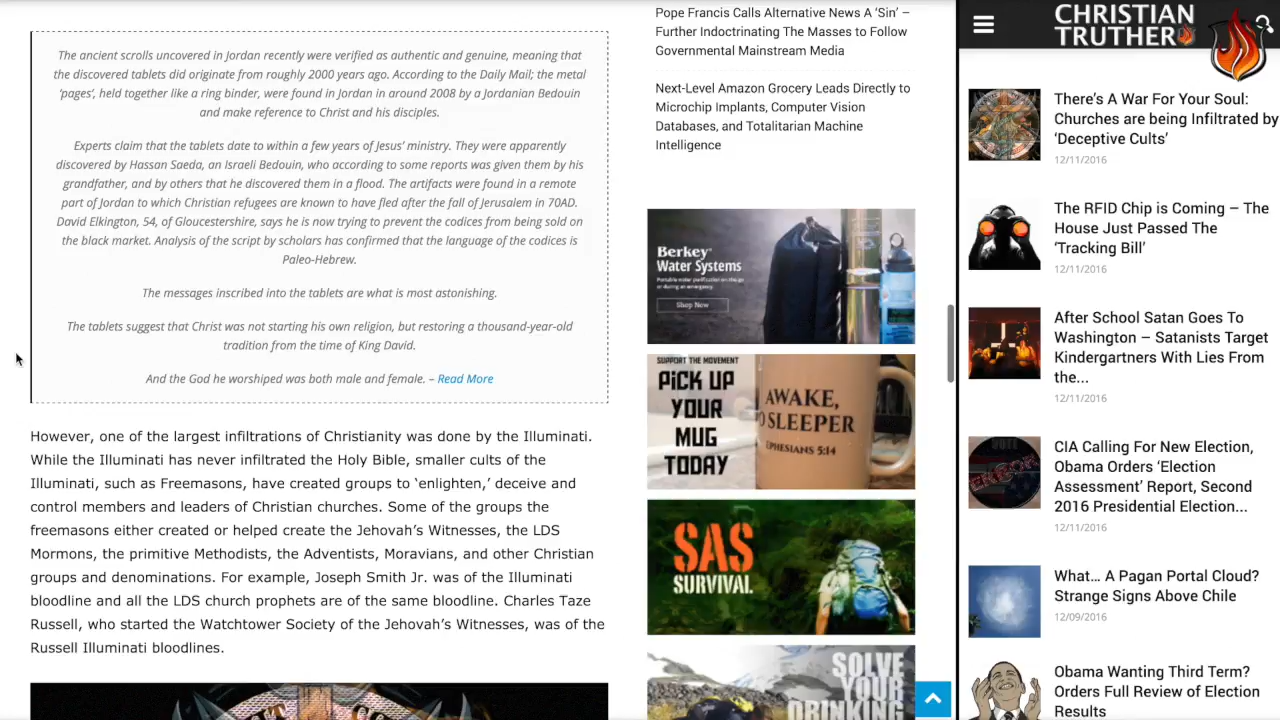 The ancient scrolls uncovered in Jordan recently were verified as authentic and genuine, meaning that
the discovered tablets did originate from roughly 2000 years ago. According to the Daily Mail; the metal
‘pages’, held together like a ring binder, were found in Jordan in around 2008 by a Jordanian Bedouin
and make reference to Christ and his disciples.
Experts claim that the tablets date to within a few years of Jesus’ ministry. They were apparently
discovered by Hassan Saeda, an Israeli Bedouin, who according to some reports was given them by his
grandfather, and by others that he discovered them in a flood. The artifacts were found in a remote
part of Jordan to which Christian refugees are known to have fled after the fall of Jerusalem in 70AD.
David Elkington, 54, of Gloucestershire, says he is now trying to prevent the codices from being sold on
the black market. Analysis of the script by scholars has confirmed that the language of the codices is
Paleo-Hebrew.
The messages inscribed into the tablets are what is most astonishing.
The tablets suggest that Christ was not starting his own religion, but restoring a thousand-year-old
tradition from the time of King David.
And the God he worshiped was both male and female. – Read More
However, one of the largest infiltrations of Christianity was done by the Illuminati.
While the Illuminati has never infiltrated the Holy Bible, smaller cults of the
Illuminati, such as Freemasons, have created groups to ‘enlighten,’ deceive and
control members and leaders of Christian churches. Some of the groups the
freemasons either created or helped create the Jehovah’s Witnesses, the LDS
Mormons, the primitive Methodists, the Adventists, Moravians, and other Christian
groups and denominations. For example, Joseph Smith Jr. was of the Illuminati
bloodline and all the LDS church prophets are of the same bloodline. Charles Taze
Russell, who started the Watchtower Society of the Jehovah’s Witnesses, was of the
Russell Illuminati bloodlines.
Pope Francis Calls Alternative News A ‘Sin’ –
Further Indoctrinating The Masses to Follow
Governmental Mainstream Media
Next-Level Amazon Grocery Leads Directly to
Microchip Implants, Computer Vision
Databases, and Totalitarian Machine
Intelligence
Berkey
Water Systems
Portable water purification on the go
or during an emergency.
Shop Now
SUPPORT THE MOVEMENT
PiCK UP
YOUR
MUG
TODAY
AWAKE,
O SLEEPER
EPHESIANS 5:14
SAS
SURVIVAL
SOLVE
YOUR
DRINKING
CHRISTIAN
TRUTHER
There’s A War For Your Soul:
Churches are being Infiltrated by
‘Deceptive Cults’
12/11/2016
The RFID Chip is Coming – The
House Just Passed The
‘Tracking Bill’
12/11/2016
After School Satan Goes To
Washington – Satanists Target
Kindergartners With Lies From
the...
12/11/2016
CIA Calling For New Election,
Obama Orders ‘Election
Assessment’ Report, Second
2016 Presidential Election...
12/11/2016
What… A Pagan Portal Cloud?
Strange Signs Above Chile
12/09/2016
Obama Wanting Third Term?
Orders Full Review of Election
Results